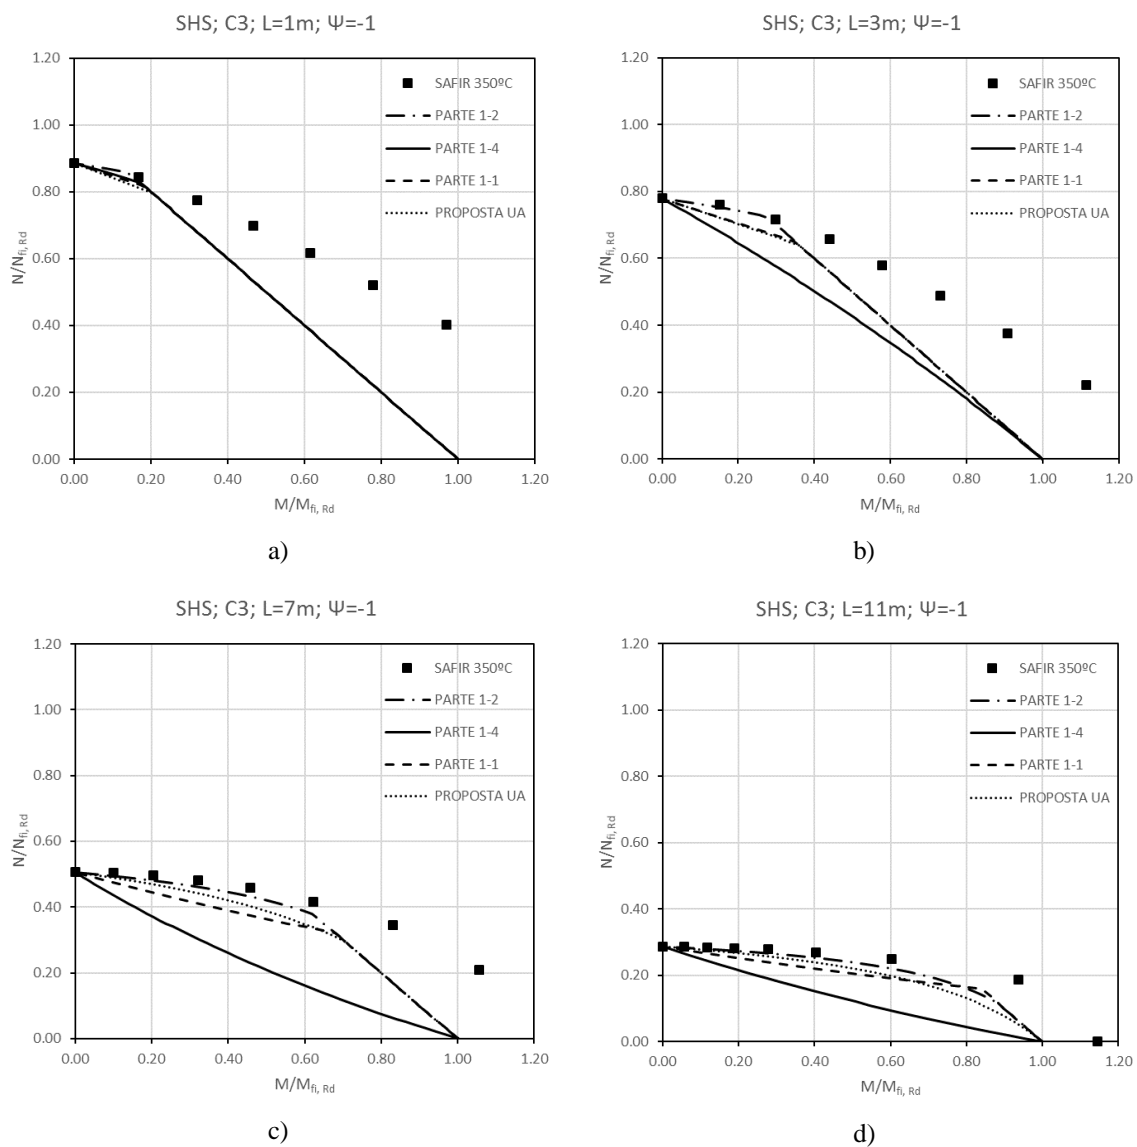 SHS; C3; L=1m; Ψ=-1
1.20
1.00
0.80
0.60
0.40
0.20
0.00
N/Nfi,Rd
0.00 0.20 0.40 0.60 0.80 1.00 1.20
M/Mfi, Rd
SAFIR 350ºC
PARTE 1-2
PARTE 1-4
PARTE 1-1
PROPOSTA UA
a)
SHS; C3; L=3m; Ψ=-1
1.20
1.00
0.80
0.60
0.40
0.20
0.00
N/Nfi,Rd
0.00 0.20 0.40 0.60 0.80 1.00 1.20
M/Mfi, Rd
SAFIR 350ºC
PARTE 1-2
PARTE 1-4
PARTE 1-1
PROPOSTA UA
b)
SHS; C3; L=7m; Ψ=-1
1.20
1.00
0.80
0.60
0.40
0.20
0.00
N/Nfi,Rd
0.00 0.20 0.40 0.60 0.80 1.00 1.20
M/Mfi, Rd
SAFIR 350ºC
PARTE 1-2
PARTE 1-4
PARTE 1-1
PROPOSTA UA
c)
SHS; C3; L=11m; Ψ=-1
1.20
1.00
0.80
0.60
0.40
0.20
0.00
N/Nfi,Rd
0.00 0.20 0.40 0.60 0.80 1.00 1.20
M/Mfi, Rd
SAFIR 350ºC
PARTE 1-2
PARTE 1-4
PARTE 1-1
PROPOSTA UA
d)